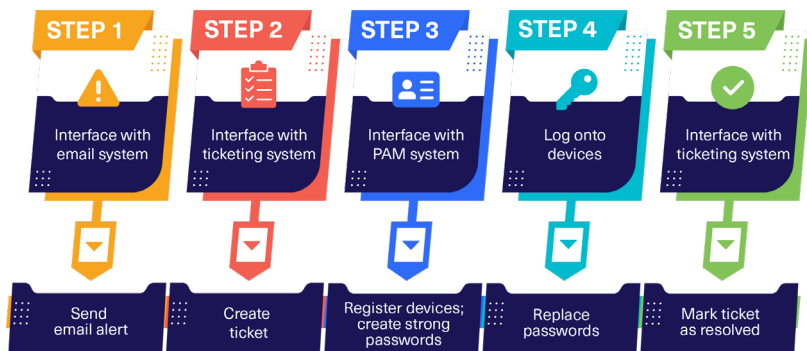 STEP 1
Interface with
email system
Send
email alert
STEP 2
Interface with
ticketing system
Create
ticket
STEP 3
Interface with
PAM system
Register devices;
create strong
passwords
STEP 4
Log onto
devices
Replace
passwords
STEP 5
Interface with
ticketing system
Mark ticket
as resolved